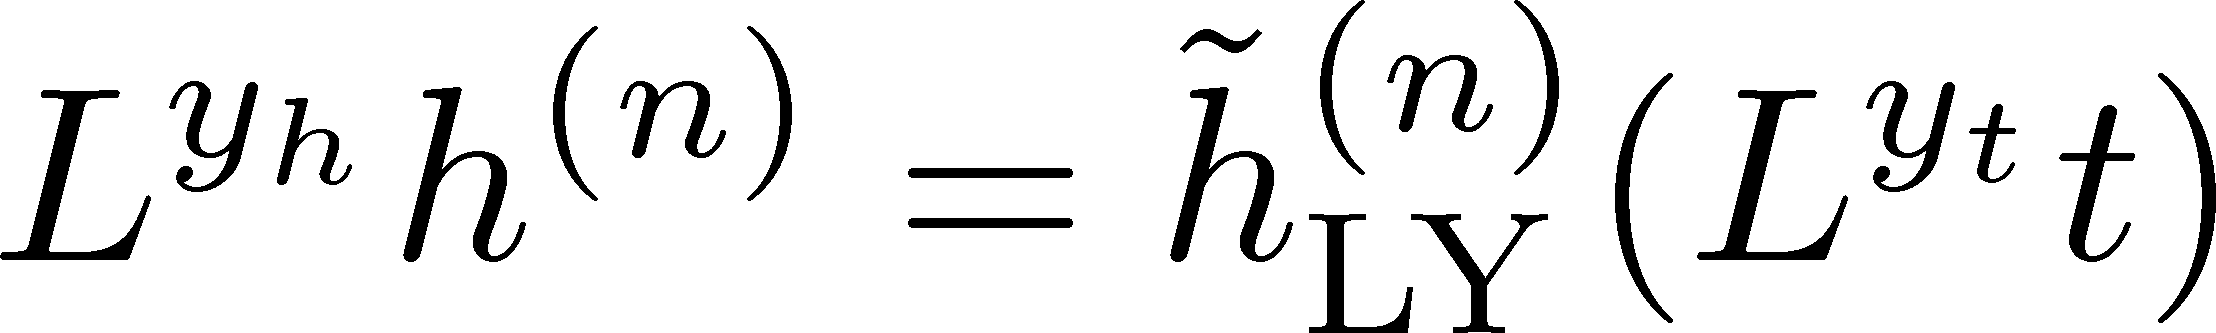 $L^{y_h} h^{(n)} = \tilde{h}_{\mathrm{LY}}^{(n)} (L^{y_t} t)$